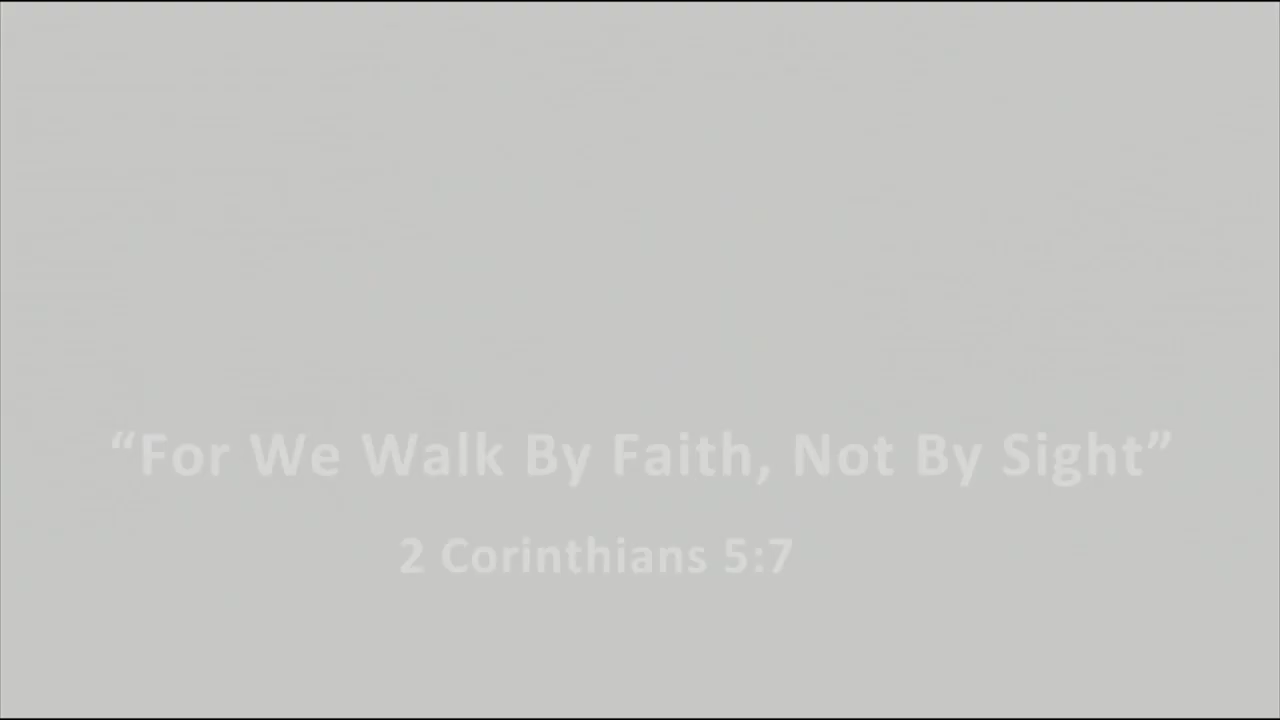 “For We Walk By Faith, Not By Sight”
2 Corinthians 5:7